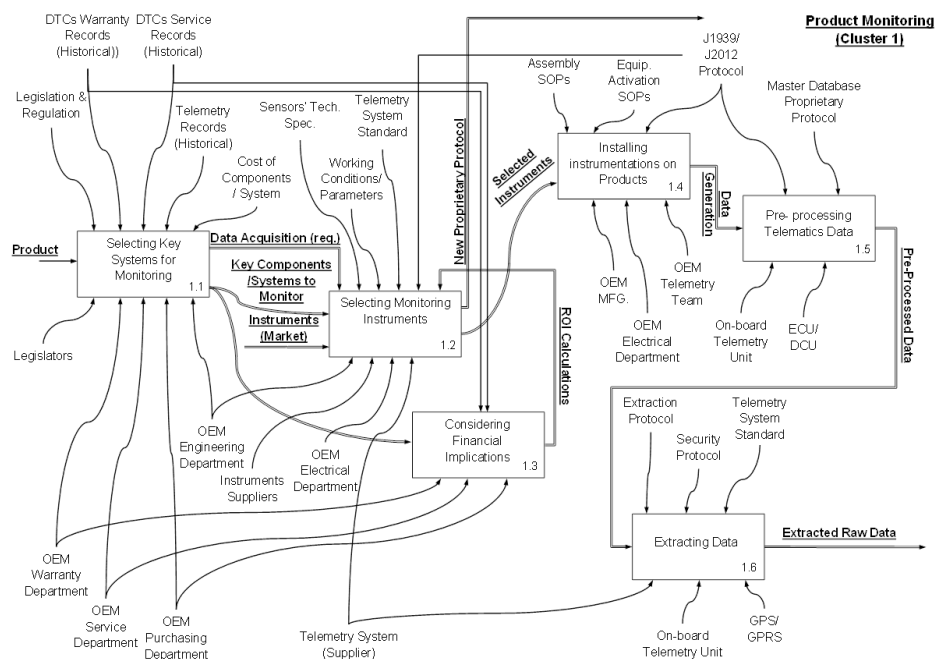 DTCs Warranty
Records
(Historical))
DTCs Service
Records
(Historical)
Product Monitoring
(Cluster 1)
J1939/
J2012
Protocol
Legislation &
Regulation
Telemetry
Records
(Historical)
Cost of
Components
/ System
Sensors' Tech.
Spec.
Telemetry
System
Standard
Working
Conditions/
Parameters
New Proprietary Protocol
Selected
Instruments
Assembly
SOPs
Equip.
Activation
SOPs
Master Database
Proprietary
Protocol
Installing
instrumentations on
Products
1.4
Data
Generation
Pre- processing
Telematics Data
1.5
Product
Selecting Key
Systems for
Monitoring
1.1
Data Acquisition (req.)
Key Components
/Systems to
Monitor
Instruments
(Market)
Selecting Monitoring
Instruments
1.2
ROI Calculations
OEM
MFG.
OEM
Electrical
Department
OEM
Telemetry
Team
On-board
Telemetry
Unit
ECU/
DCU
Pre-Processed Data
Legislators
OEM
Engineering
Department
Instruments
Suppliers
OEM
Electrical
Department
Considering
Financial
Implications
1.3
Extraction
Protocol
Security
Protocol
Telemetry
System
Standard
Extracting Data
1.6
Extracted Raw Data
OEM
Warranty
Department
OEM
Service
Department
OEM
Purchasing
Department
Telemetry System
(Supplier)
On-board
Telemetry Unit
GPS/
GPRS